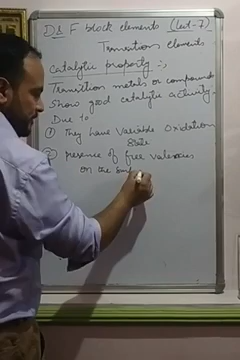 D & F block elements (Lect-7)
Transitions elements
Catalytic property :-
Transition metals or compounds
Show good catalytic activity.
Due to
① They have Variable Oxidation
State
② presence of free valencies
on the